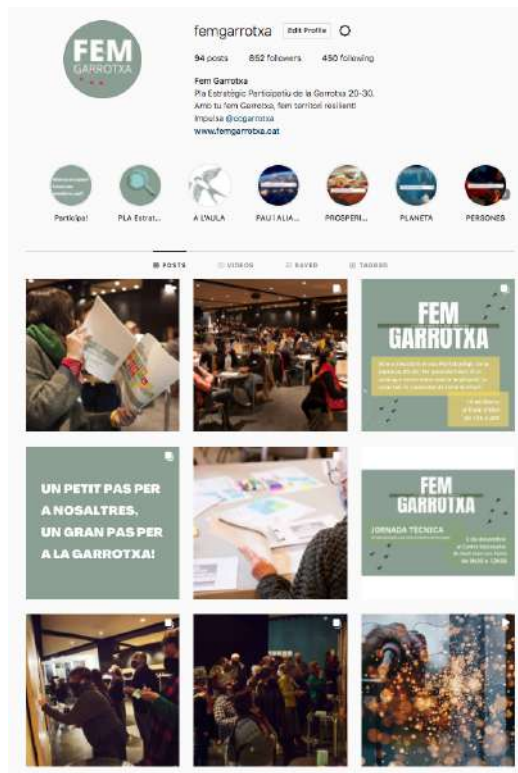 FEM
GARROTXA
femgarrotxa Edit Profile
94 posts 852 followers 450 following
Fem Garrotxa
Pla Estratègic Participatiu de la Garrotxa 20-30.
Amb tu fem Garrotxa, fem territori resilient!
Impulsa @ccgarrotxa
www.femgarrotxa.cat
Participa! PLA Estrat... A L'AULA PAU I ALIA... PROSPERI... PLANETA PERSONES
POSTS VIDEOS SAVED TAGGED
FEM
GARROTXA
UN PETIT PAS PER
A NOSALTRES,
UN GRAN PAS PER
A LA GARROTXA!
FEM
GARROTXA
JORNADA TÈCNICA